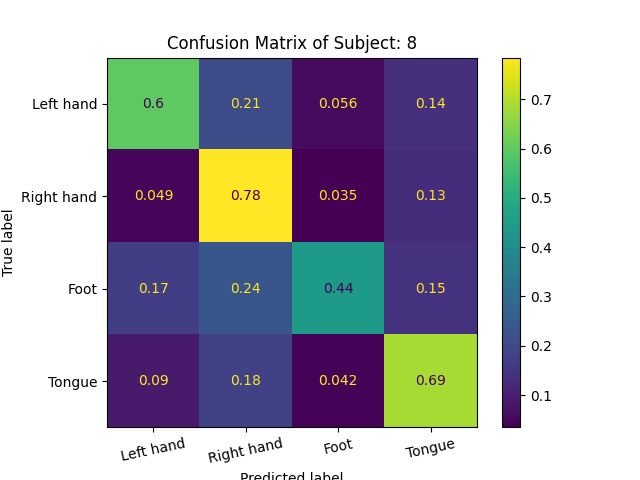 Confusion Matrix of Subject: 8
True label
Left hand 0.6 0.21 0.056 0.14
Right hand 0.049 0.78 0.035 0.13
Foot 0.17 0.24 0.44 0.15
Tongue 0.09 0.18 0.042 0.69
Left hand Right hand Foot Tongue
Predicted label
0.7
0.6
0.5
0.4
0.3
0.2
0.1